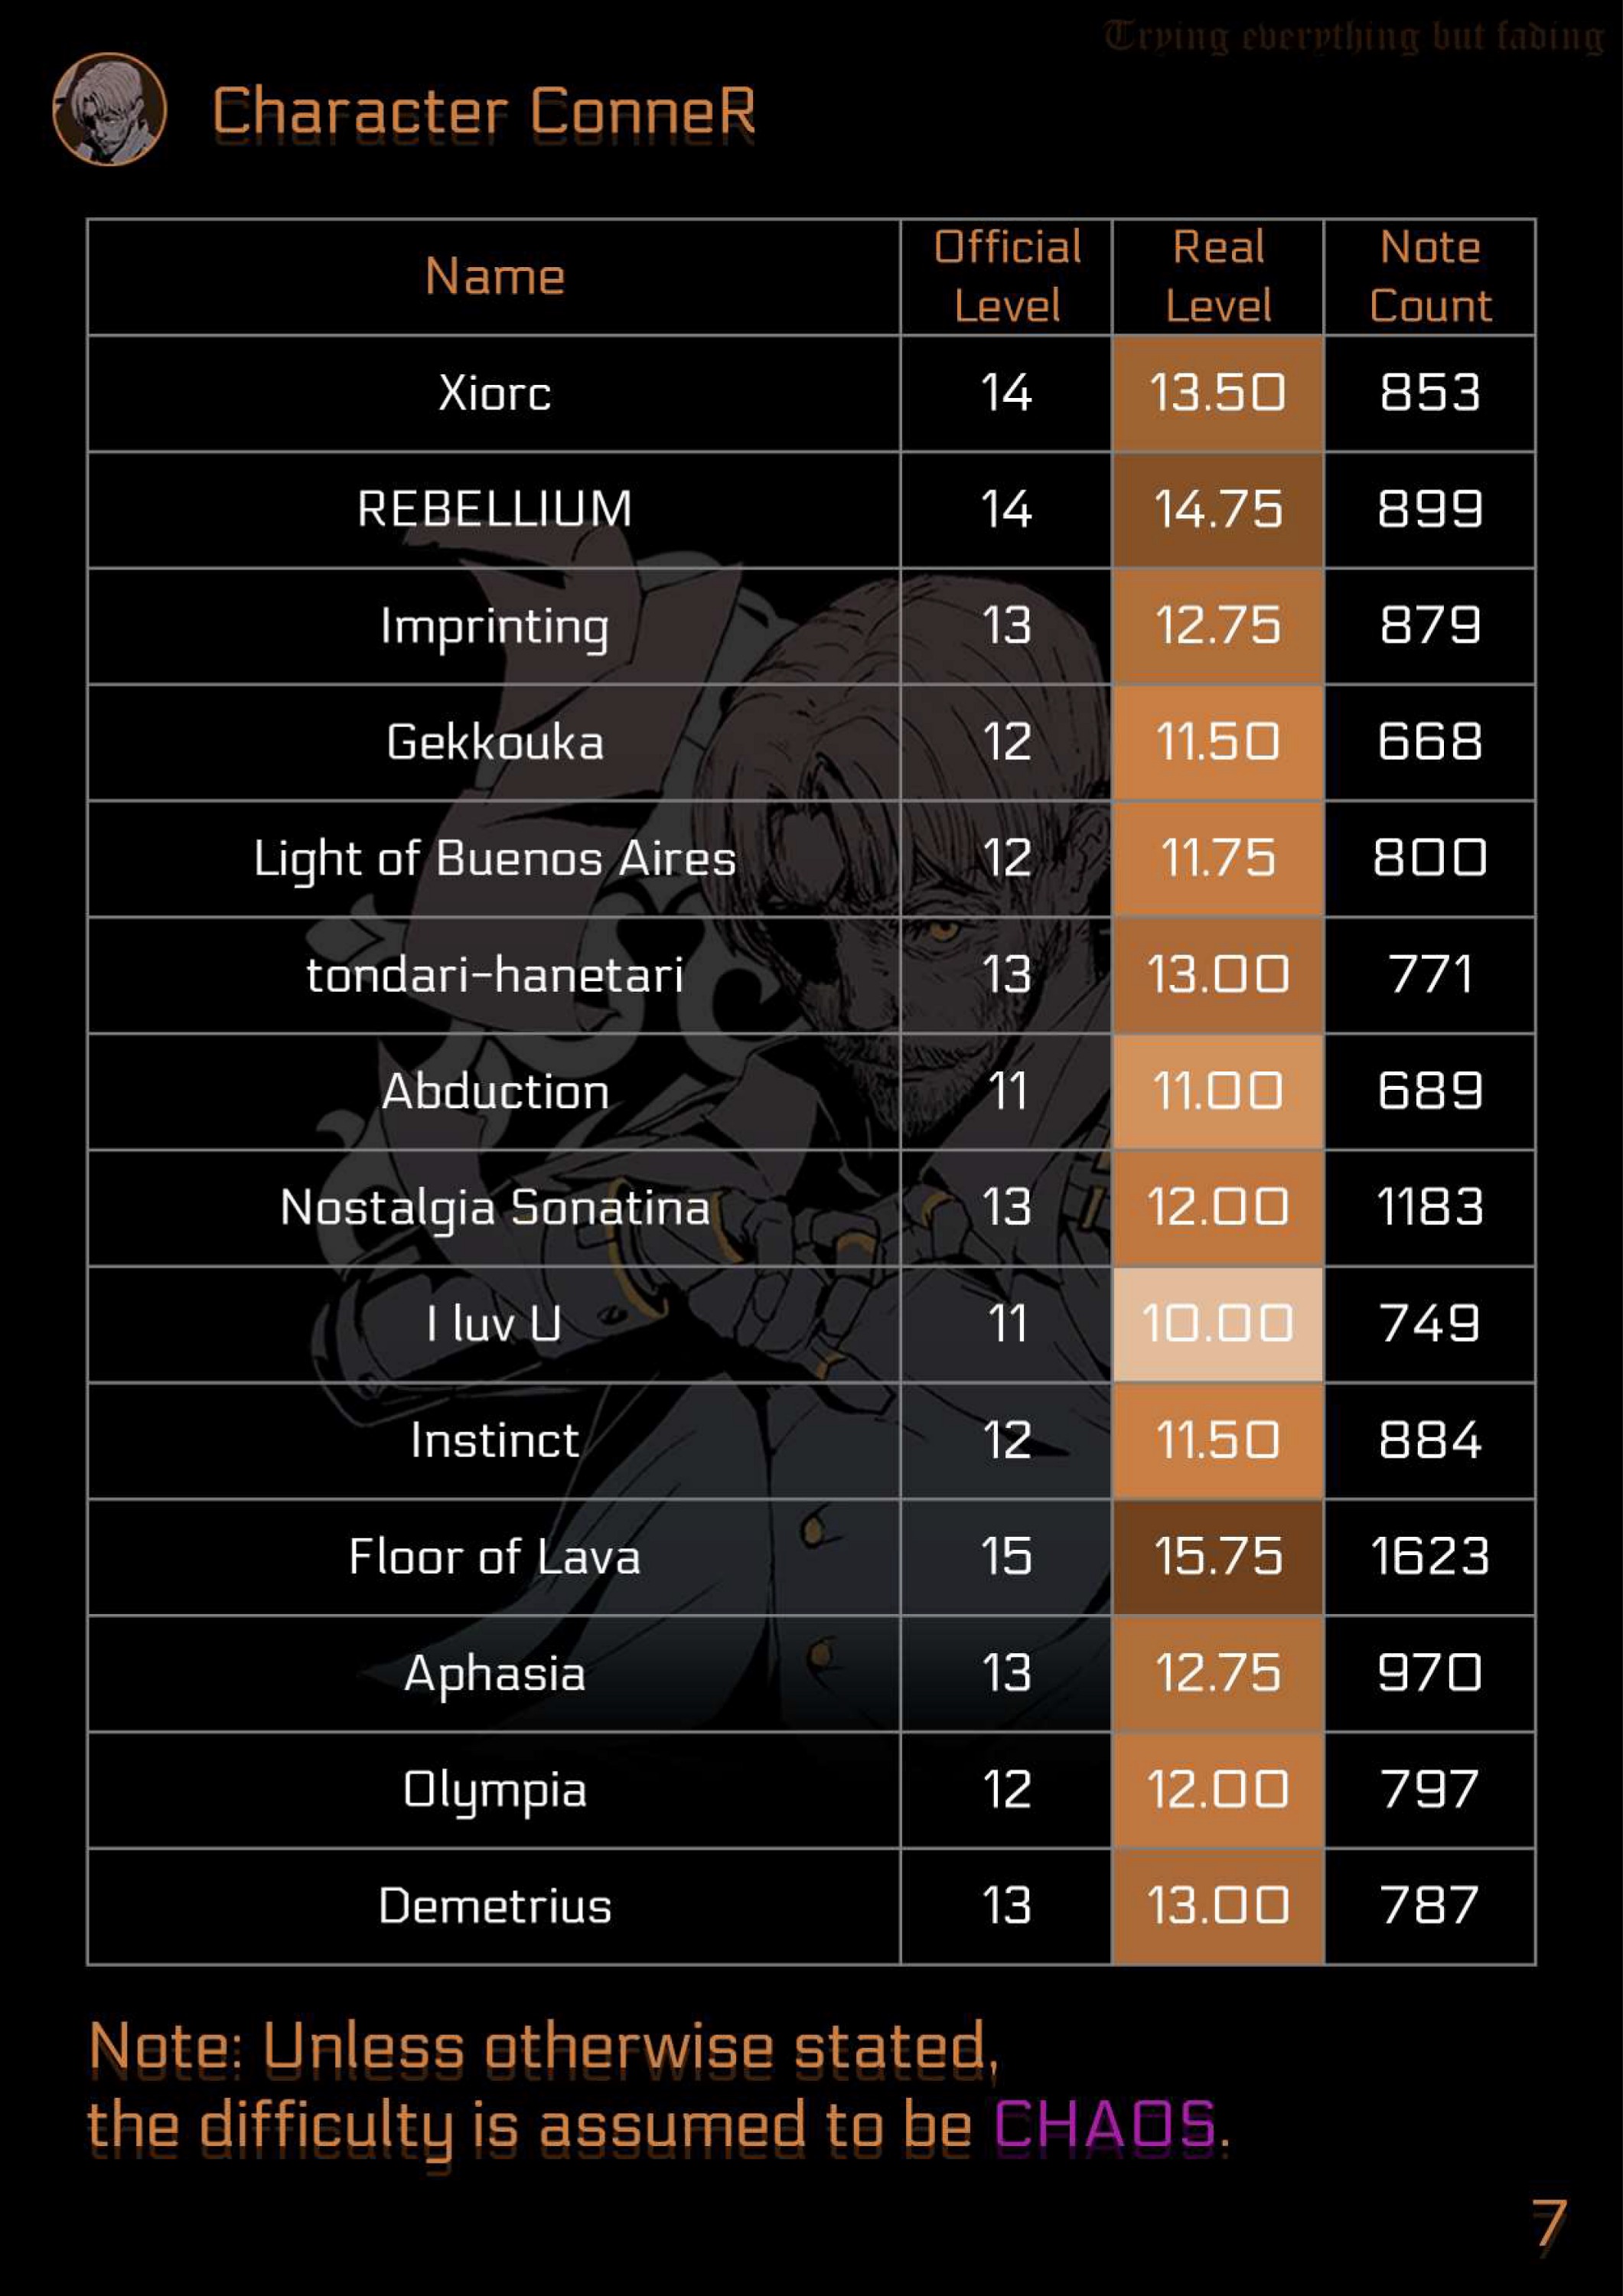 Trying everything but fading
Character ConneR
Name Official Level Real Level Note Count
Xiorc 14 13.50 853
REBELLIUM 14 14.75 899
Imprinting 13 12.75 879
Gekkouka 12 11.50 668
Light of Buenos Aires 12 11.75 800
tondari-hanetari 13 13.00 771
Abduction 11 11.00 689
Nostalgia Sonatina 13 12.00 1183
I luv U 11 10.00 749
Instinct 12 11.50 884
Floor of Lava 15 15.75 1623
Aphasia 13 12.75 970
Olympia 12 12.00 797
Demetrius 13 13.00 787
Note: Unless otherwise stated,
the difficulty is assumed to be CHAOS.
7